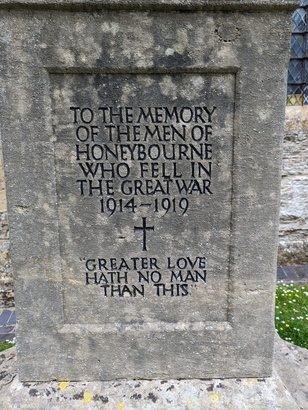 TO THE MEMORY
OF THE MEN OF
HONEYBOURNE
WHO FELL IN
THE GREAT WAR
1914-1919
"GREATER LOVE
HATH NO MAN
THAN THIS"